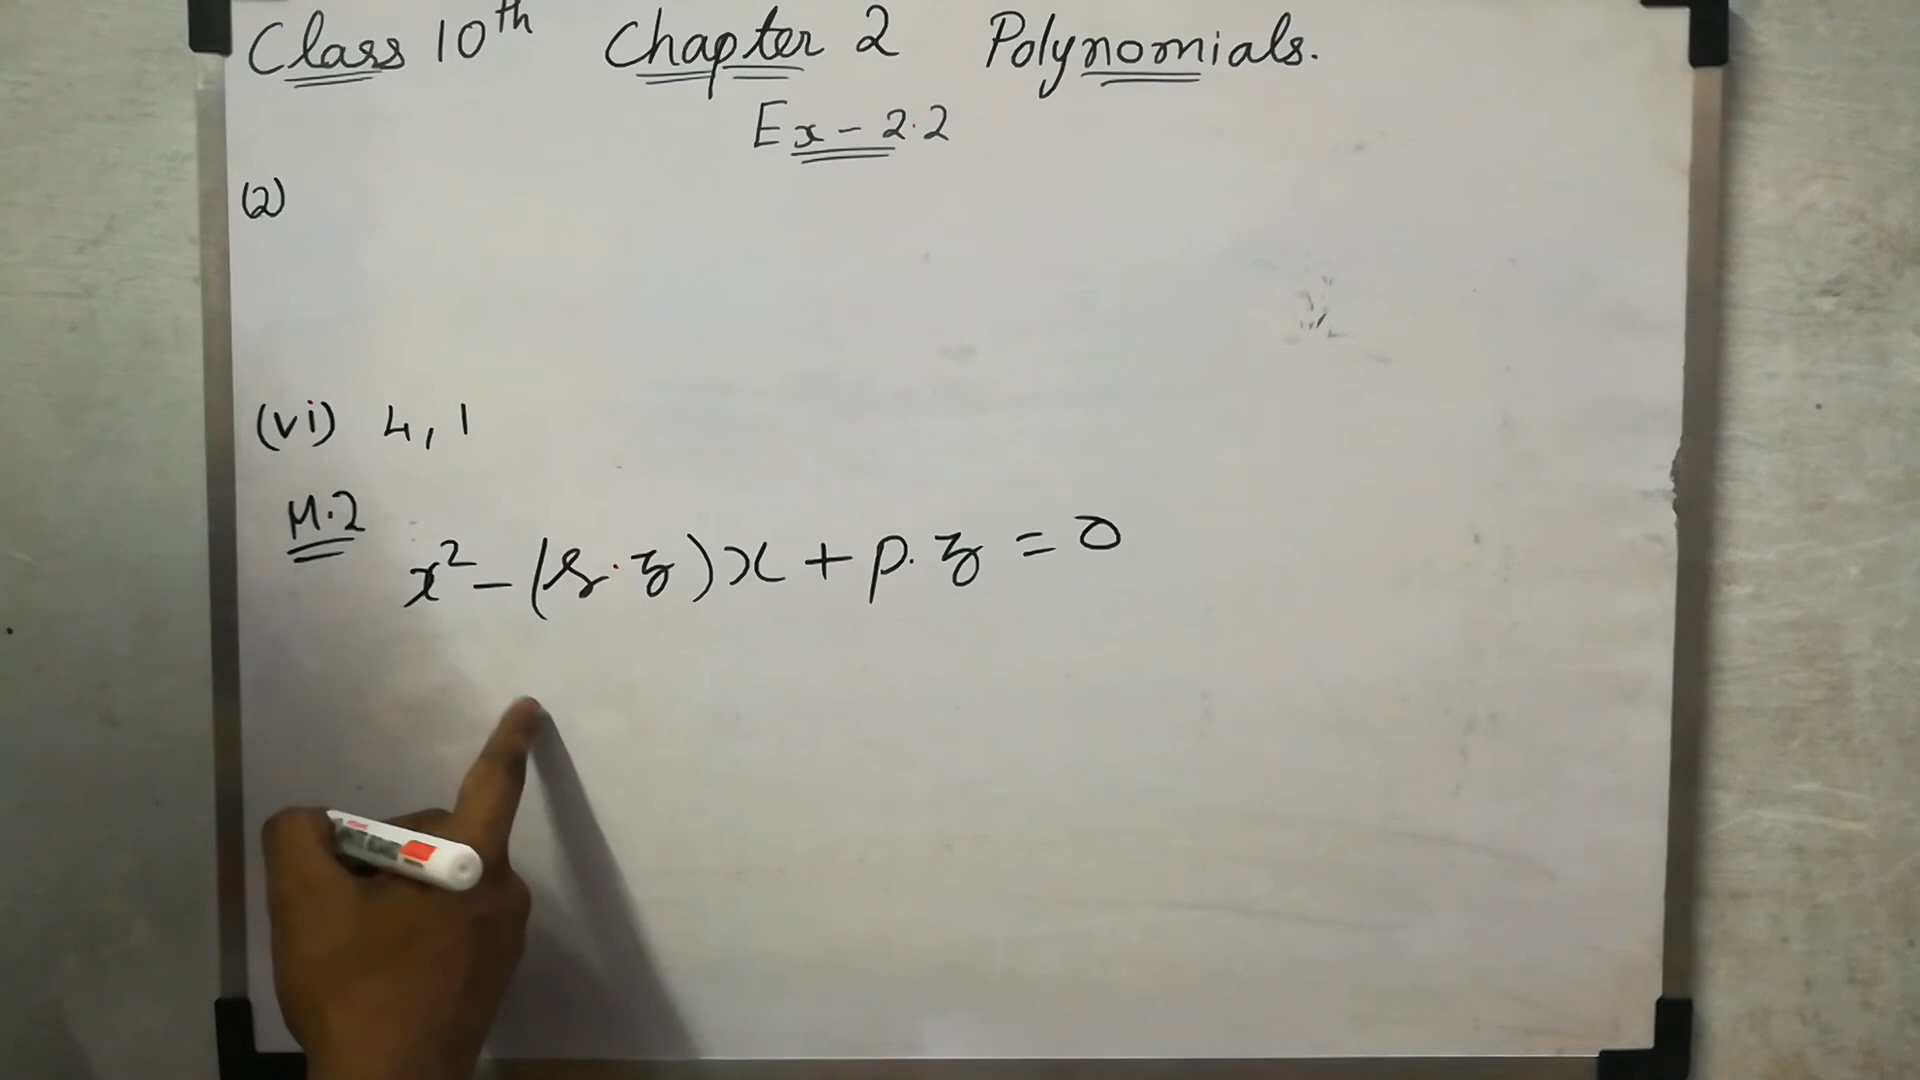 Class 10th Chapter 2 Polynomials.
Ex - 2.2
(2)
(vi) 4, 1
M.2
x² - (s.z)x + p.z = 0